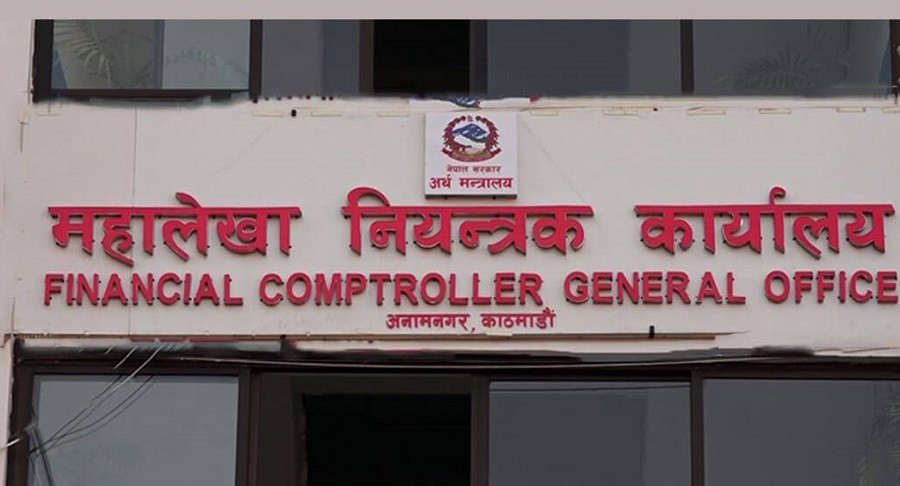 नेपाल सरकार
अर्थ मन्त्रालय
महालेखा नियन्त्रक कार्यालय
FINANCIAL COMPTROLLER GENERAL OFFICE
अनामनगर, काठमाडौं